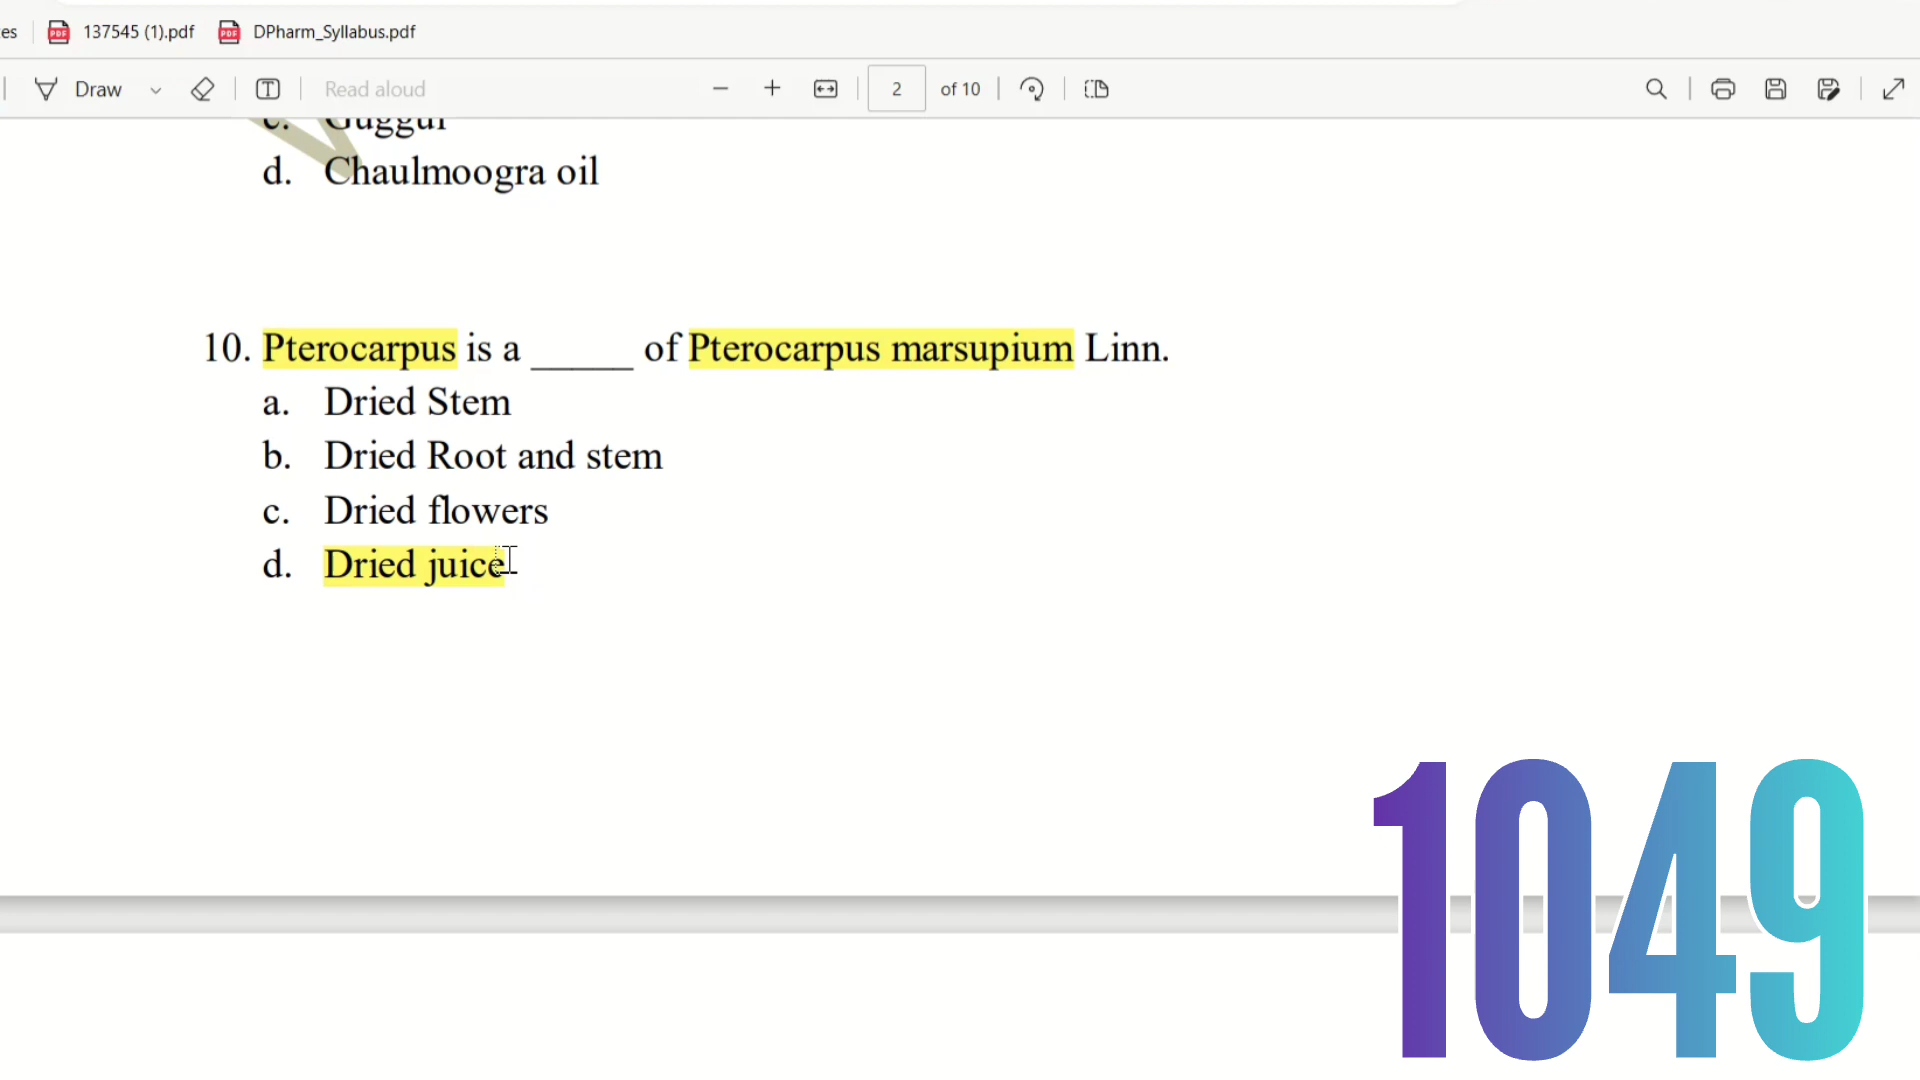 es 137545 (1).pdf DPharm_Syllabus.pdf
Draw Read aloud 2 of 10
c. Guggul
d. Chaulmoogra oil
10. Pterocarpus is a _____ of Pterocarpus marsupium Linn.
a. Dried Stem
b. Dried Root and stem
c. Dried flowers
d. Dried juice
1049